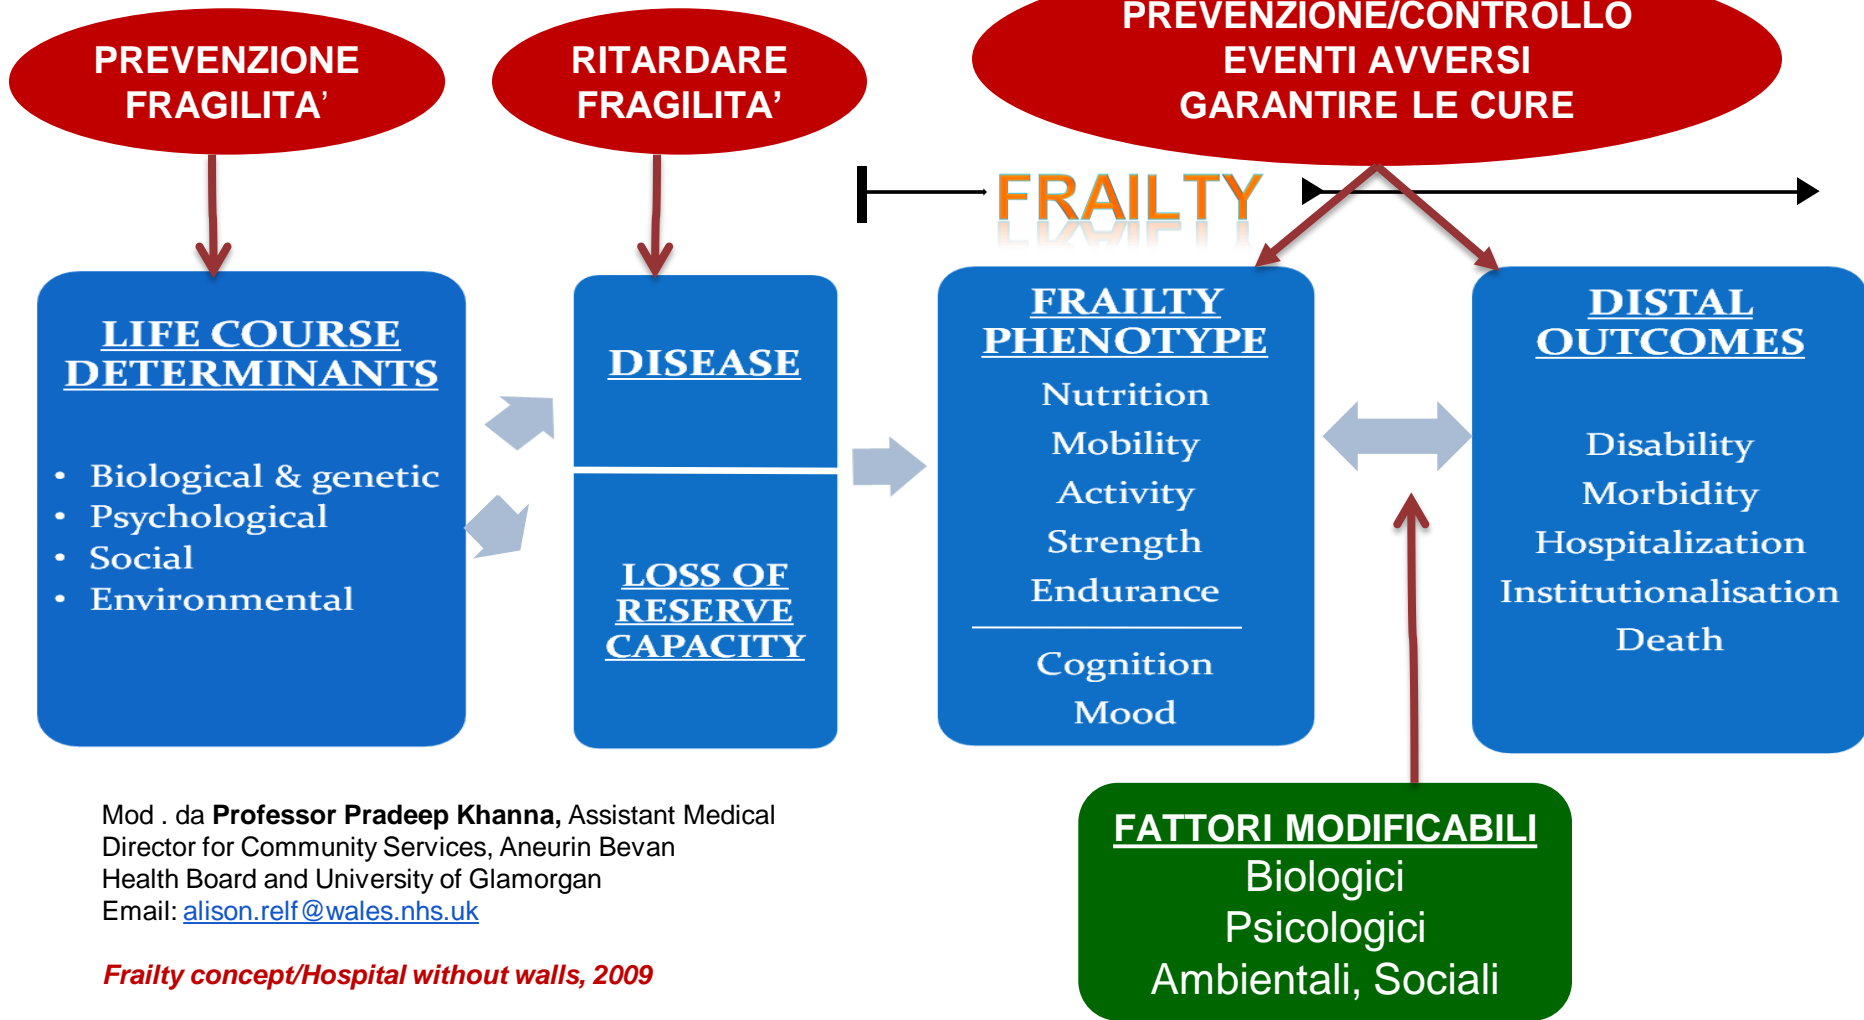 PREVENZIONE
FRAGILITA’
RITARDARE
FRAGILITA’
PREVENZIONE/CONTROLLO
EVENTI AVVERSI
GARANTIRE LE CURE
FRAILTY
LIFE COURSE
DETERMINANTS
• Biological & genetic
• Psychological
• Social
• Environmental
DISEASE
LOSS OF
RESERVE
CAPACITY
FRAILTY
PHENOTYPE
Nutrition
Mobility
Activity
Strength
Endurance
Cognition
Mood
DISTAL
OUTCOMES
Disability
Morbidity
Hospitalization
Institutionalisation
Death
Mod . da Professor Pradeep Khanna, Assistant Medical
Director for Community Services, Aneurin Bevan
Health Board and University of Glamorgan
Email: alison.relf@wales.nhs.uk
Frailty concept/Hospital without walls, 2009
FATTORI MODIFICABILI
Biologici
Psicologici
Ambientali, Sociali